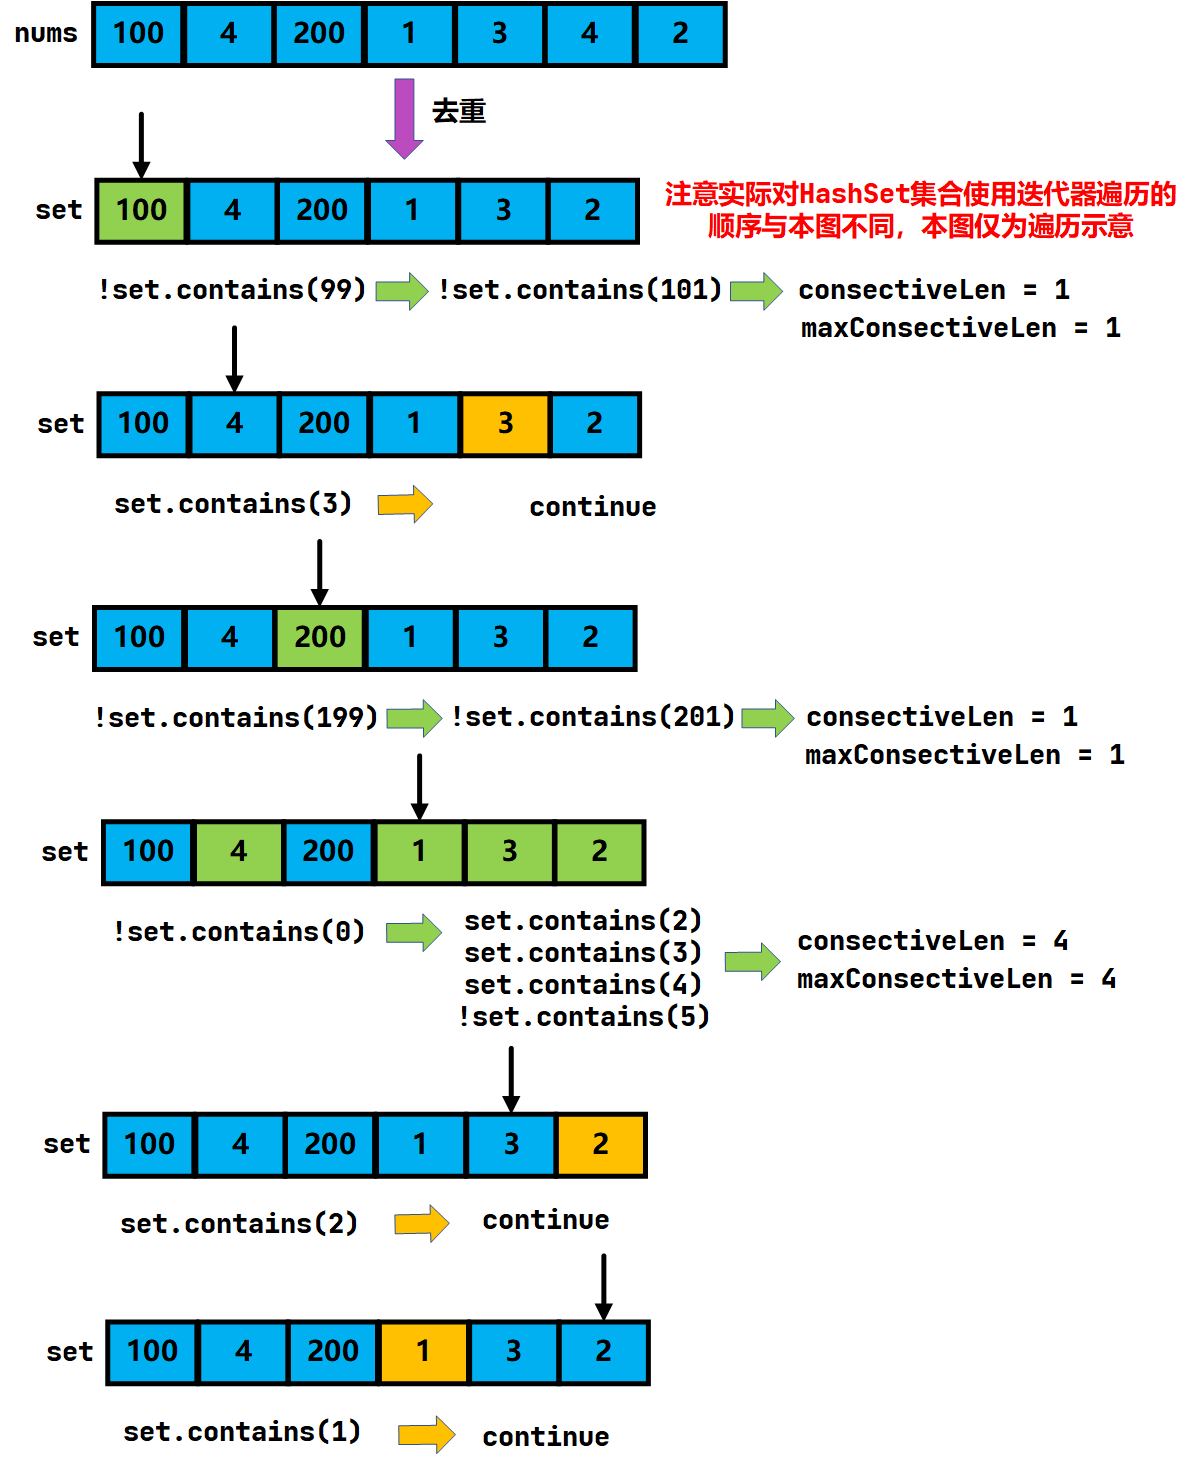 nums 100 4 200 1 3 4 2
去重
set 100 4 200 1 3 2
注意实际对HashSet集合使用迭代器遍历的
顺序与本图不同，本图仅为遍历示意
!set.contains(99) !set.contains(101) consectiveLen = 1
maxConsectiveLen = 1
set 100 4 200 1 3 2
set.contains(3) continue
set 100 4 200 1 3 2
!set.contains(199) !set.contains(201) consectiveLen = 1
maxConsectiveLen = 1
set 100 4 200 1 3 2
!set.contains(0)
set.contains(2)
set.contains(3)
set.contains(4)
!set.contains(5)
consectiveLen = 4
maxConsectiveLen = 4
set 100 4 200 1 3 2
set.contains(2) continue
set 100 4 200 1 3 2
set.contains(1) continue